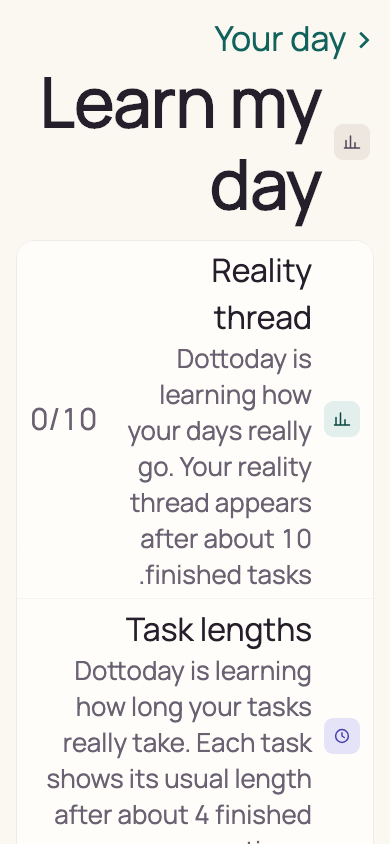 Your day
Learn my
day
Reality
thread
Dottoday is
learning how
your days really
go. Your reality
thread appears
after about 10
.finished tasks
0/10
Task lengths
Dottoday is learning
how long your tasks
really take. Each task
shows its usual length
after about 4 finished